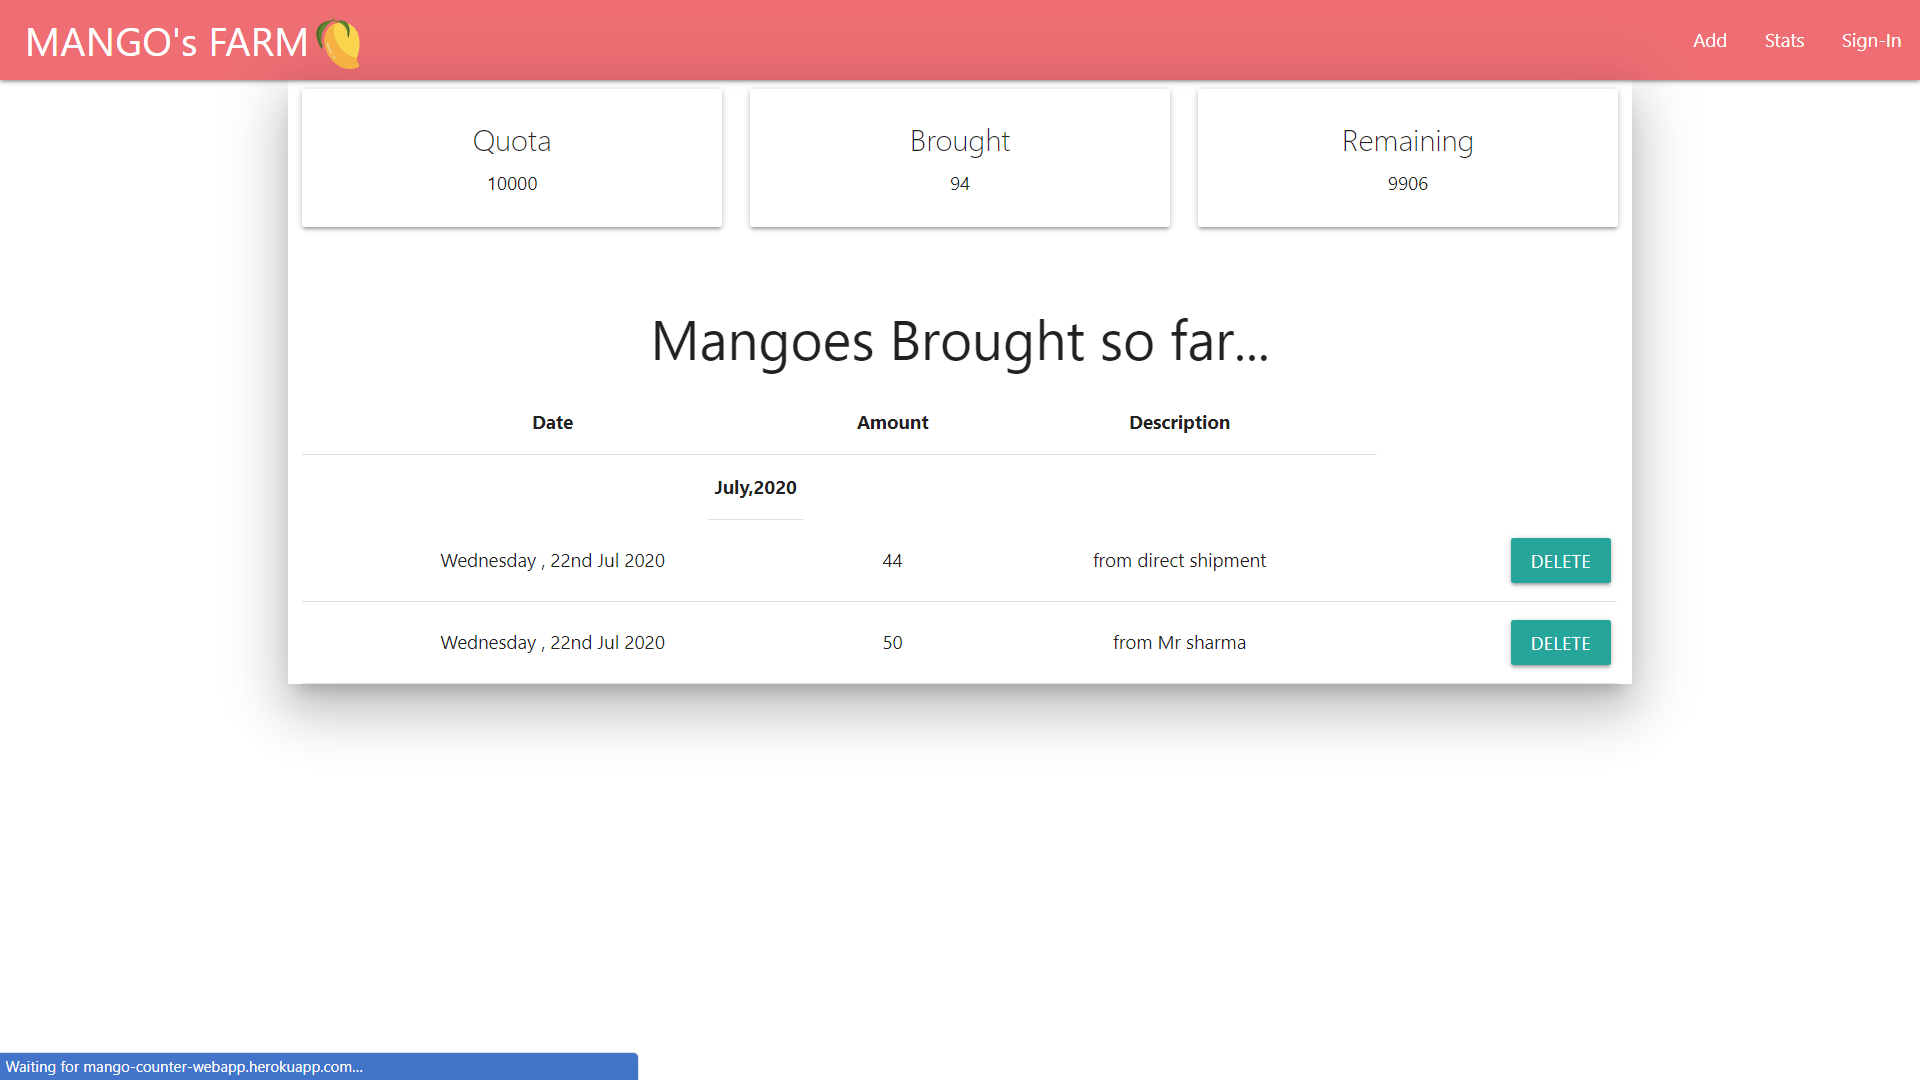 MANGO's FARM
Add Stats Sign-In
Quota Brought Remaining
10000 94 9906
Mangoes Brought so far...
Date Amount Description
July,2020
Wednesday , 22nd Jul 2020 44 from direct shipment DELETE
Wednesday , 22nd Jul 2020 50 from Mr sharma DELETE
Waiting for mango-counter-webapp.herokuapp.com...